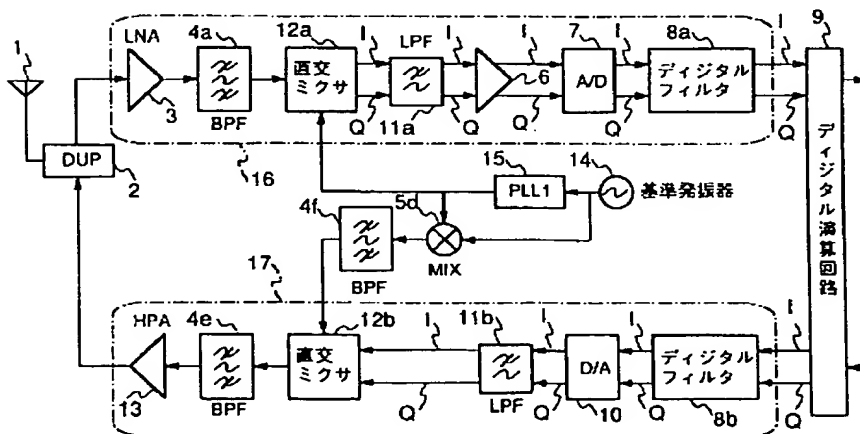 1
LNA
3
4a
BPF
12a
直交
ミクサ
I
Q
LPF
11a
I
Q
6
I
Q
7
A/D
I
Q
8a
ディジタル
フィルタ
I
Q
9
ディジタル演算回路
DUP
2
16
15
PLL1
14
基準発振器
5d
MIX
4f
BPF
17
HPA
13
4e
BPF
12b
直交
ミクサ
I
Q
11b
LPF
I
Q
D/A
10
I
Q
ディジタル
フィルタ
8b
I
Q